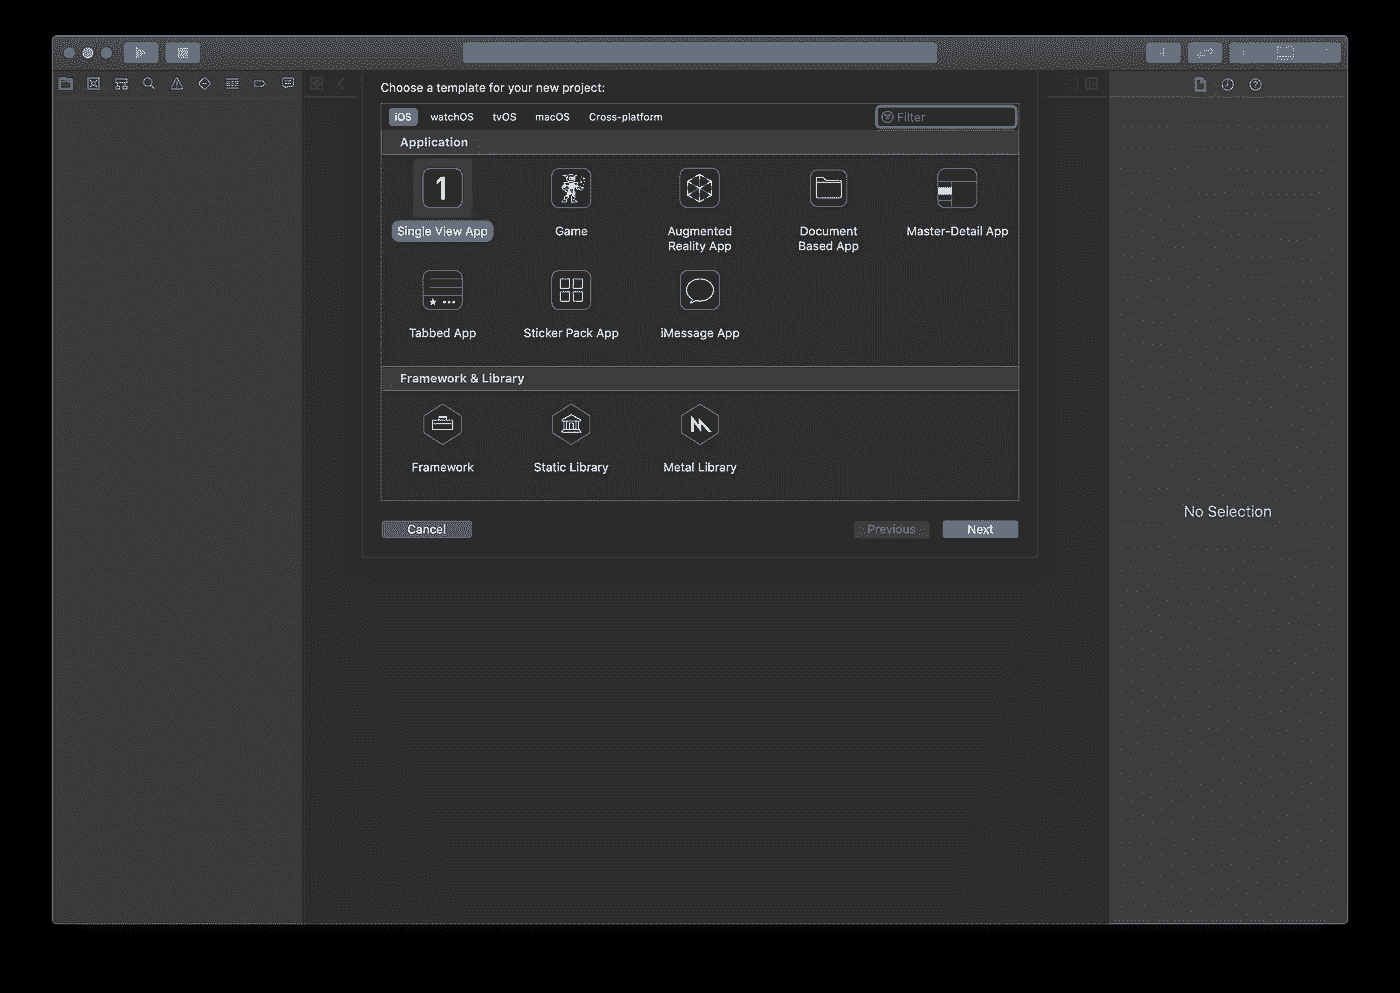 Choose a template for your new project:
iOS watchOS tvOS macOS Cross-platform Filter
Application
1
Single View App Game Augmented Reality App Document Based App Master-Detail App
Tabbed App Sticker Pack App iMessage App
Framework & Library
Framework Static Library Metal Library
No Selection
Cancel Previous Next